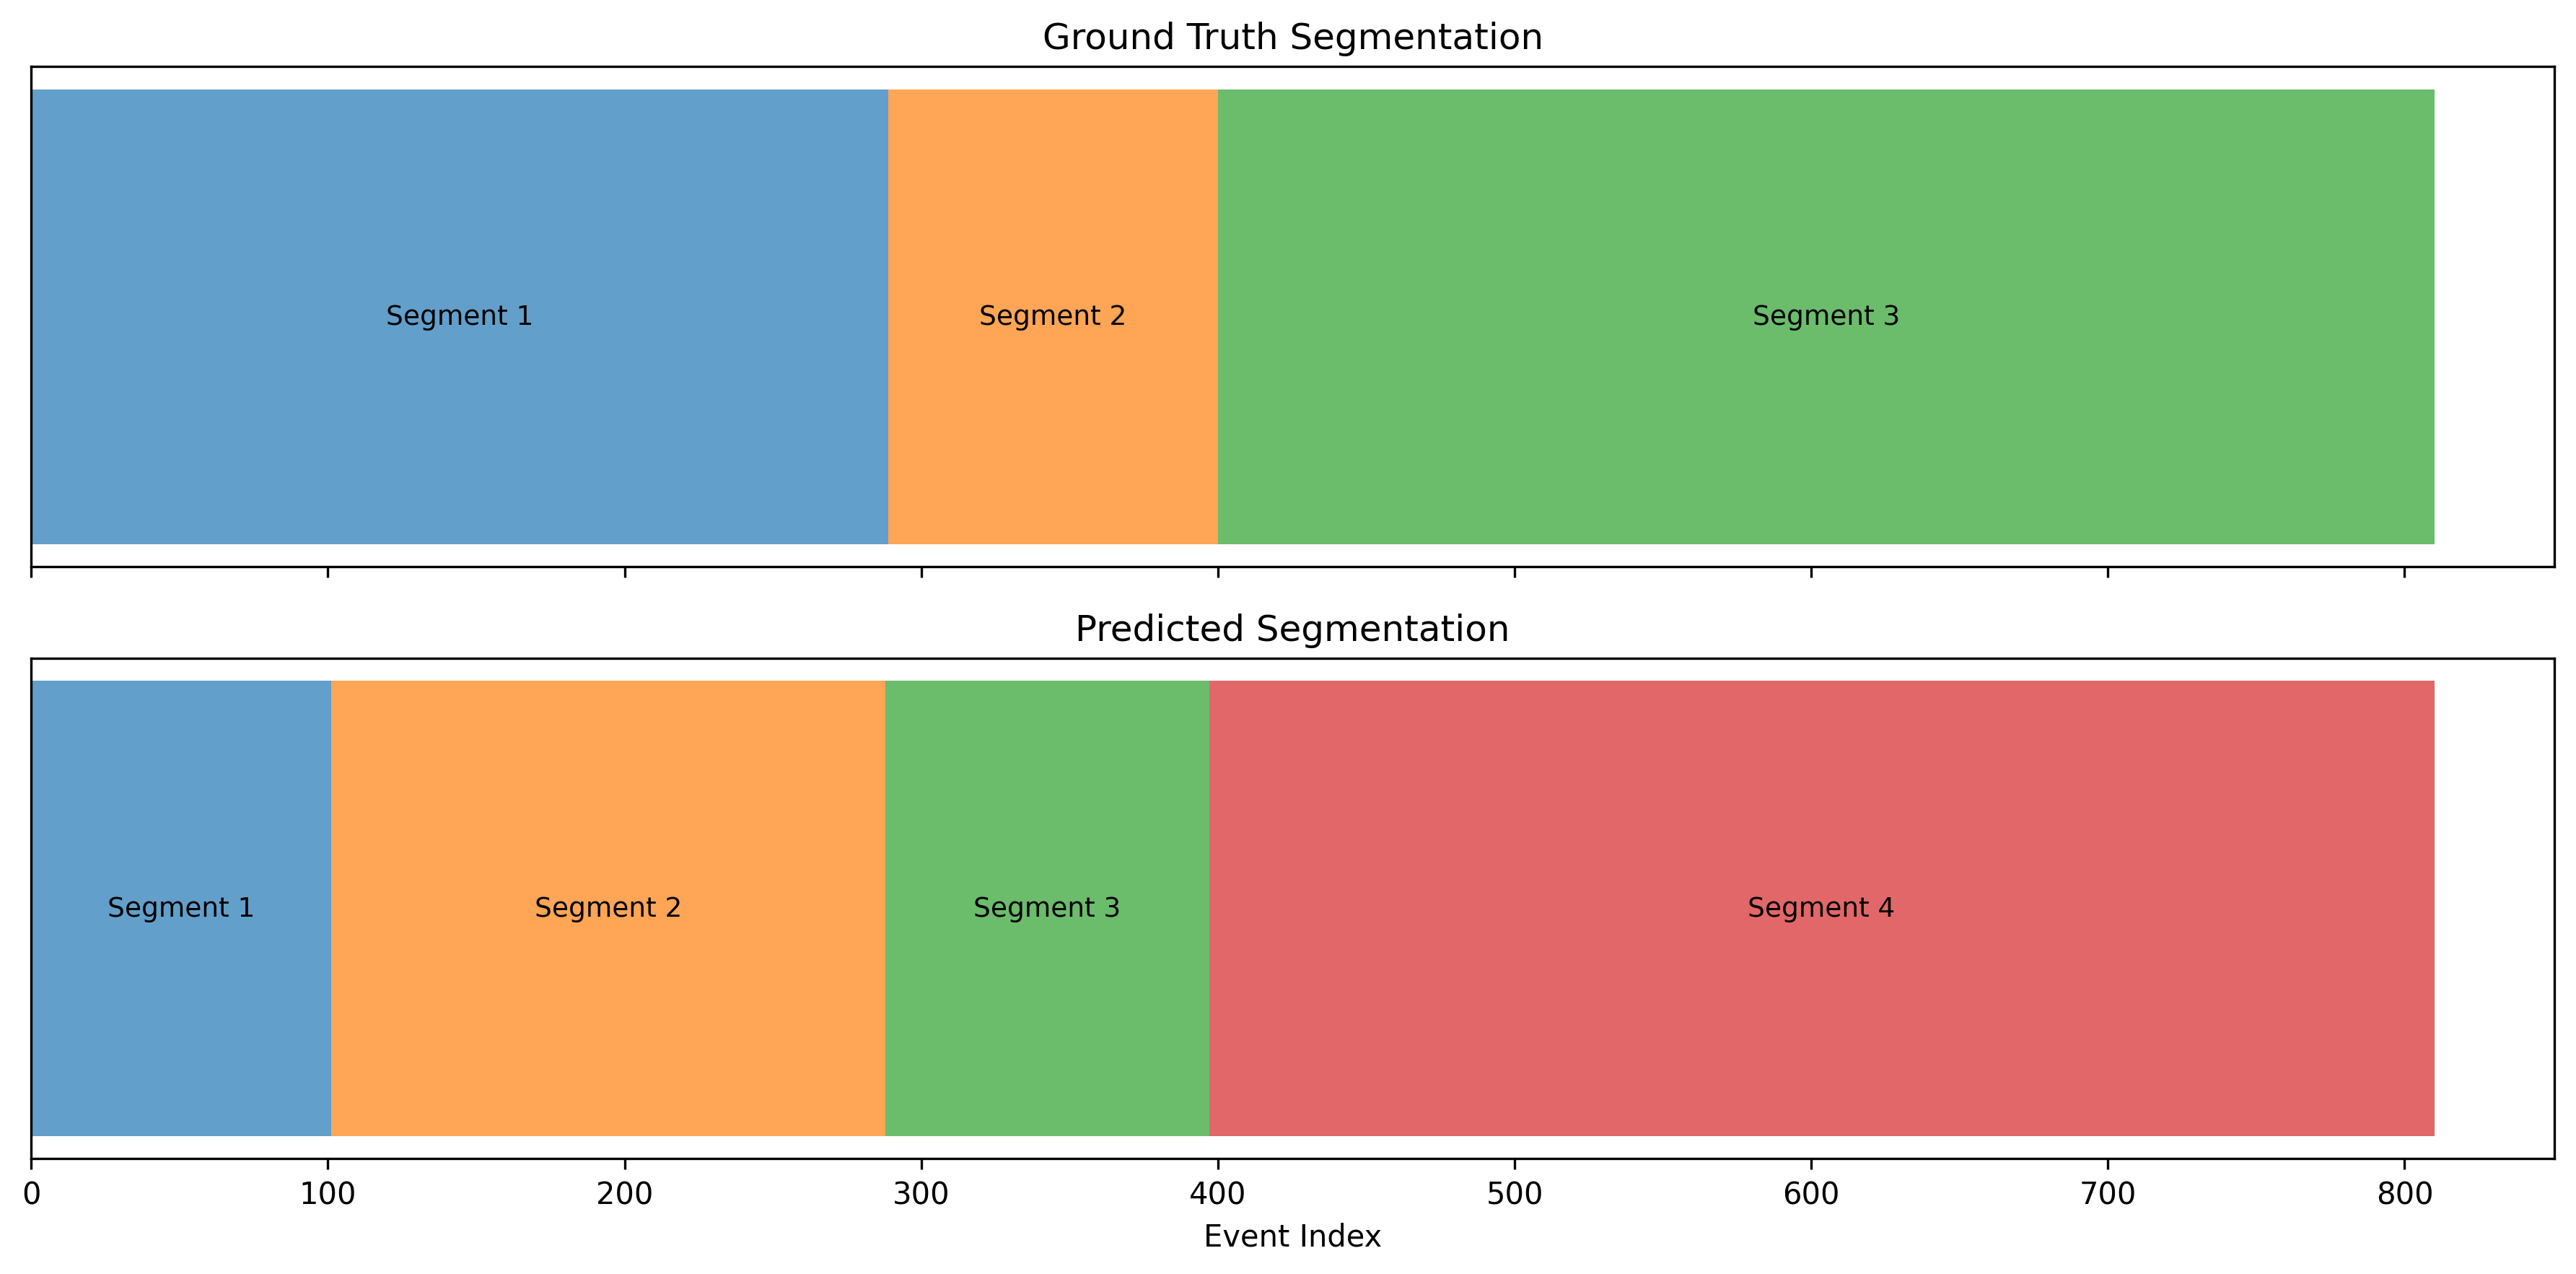 Ground Truth Segmentation
Segment 1 Segment 2 Segment 3
Predicted Segmentation
Segment 1 Segment 2 Segment 3 Segment 4
0 100 200 300 400 500 600 700 800
Event Index